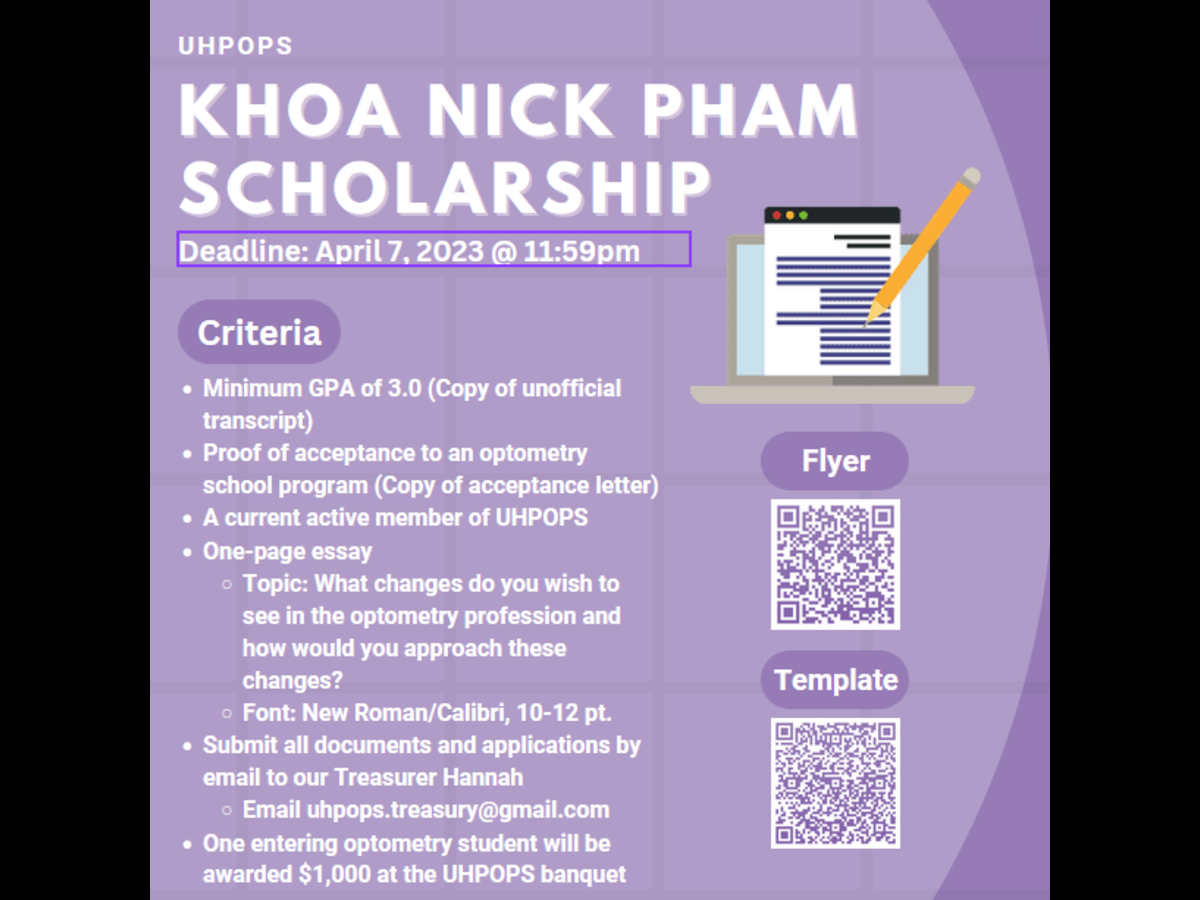 UHPOPS
KHOA NICK PHAM
SCHOLARSHIP
Deadline: April 7, 2023 @ 11:59pm
Criteria
• Minimum GPA of 3.0 (Copy of unofficial
transcript)
• Proof of acceptance to an optometry
school program (Copy of acceptance letter)
• A current active member of UHPOPS
• One-page essay
○ Topic: What changes do you wish to
see in the optometry profession and
how would you approach these
changes?
○ Font: New Roman/Calibri, 10-12 pt.
• Submit all documents and applications by
email to our Treasurer Hannah
○ Email uhpops.treasury@gmail.com
• One entering optometry student will be
awarded $1,000 at the UHPOPS banquet
Flyer
Template